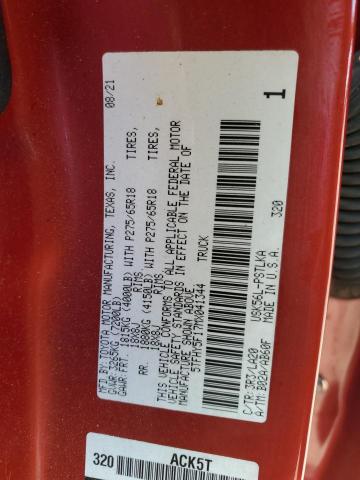 MFD. BY: TOYOTA MOTOR MANUFACTURING, TEXAS, INC. 08/21
GVWR:3265KG (7200LB)
GAWR: FRT. 1815KG (4000LB) WITH P275/65R18 TIRES,
18X8J RIMS
RR. 1880KG (4150LB) WITH P275/65R18 TIRES,
18X8J RIMS
THIS VEHICLE CONFORMS TO ALL APPLICABLE FEDERAL MOTOR
VEHICLE SAFETY STANDARDS IN EFFECT ON THE DATE OF
MANUFACTURE SHOWN ABOVE.
5TFAY5F17MX041344 TRUCK
1
C/TR:3R3/LA20 USK56L-PSTLKA 320
A/TM:B02A/AB60F MADE IN U.S.A.
320 ACK5T